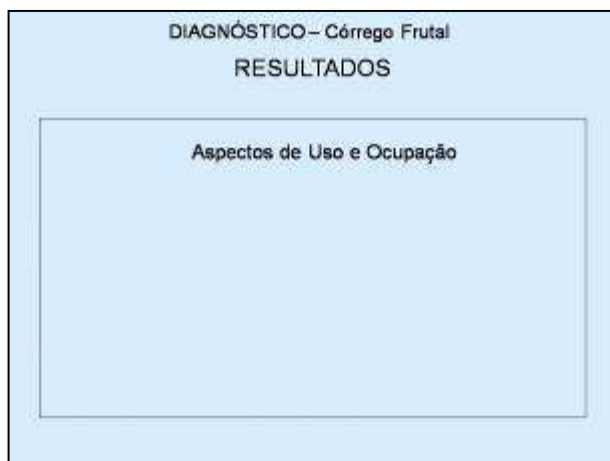 DIAGNÓSTICO – Córrego Frutal
RESULTADOS
Aspectos de Uso e Ocupação